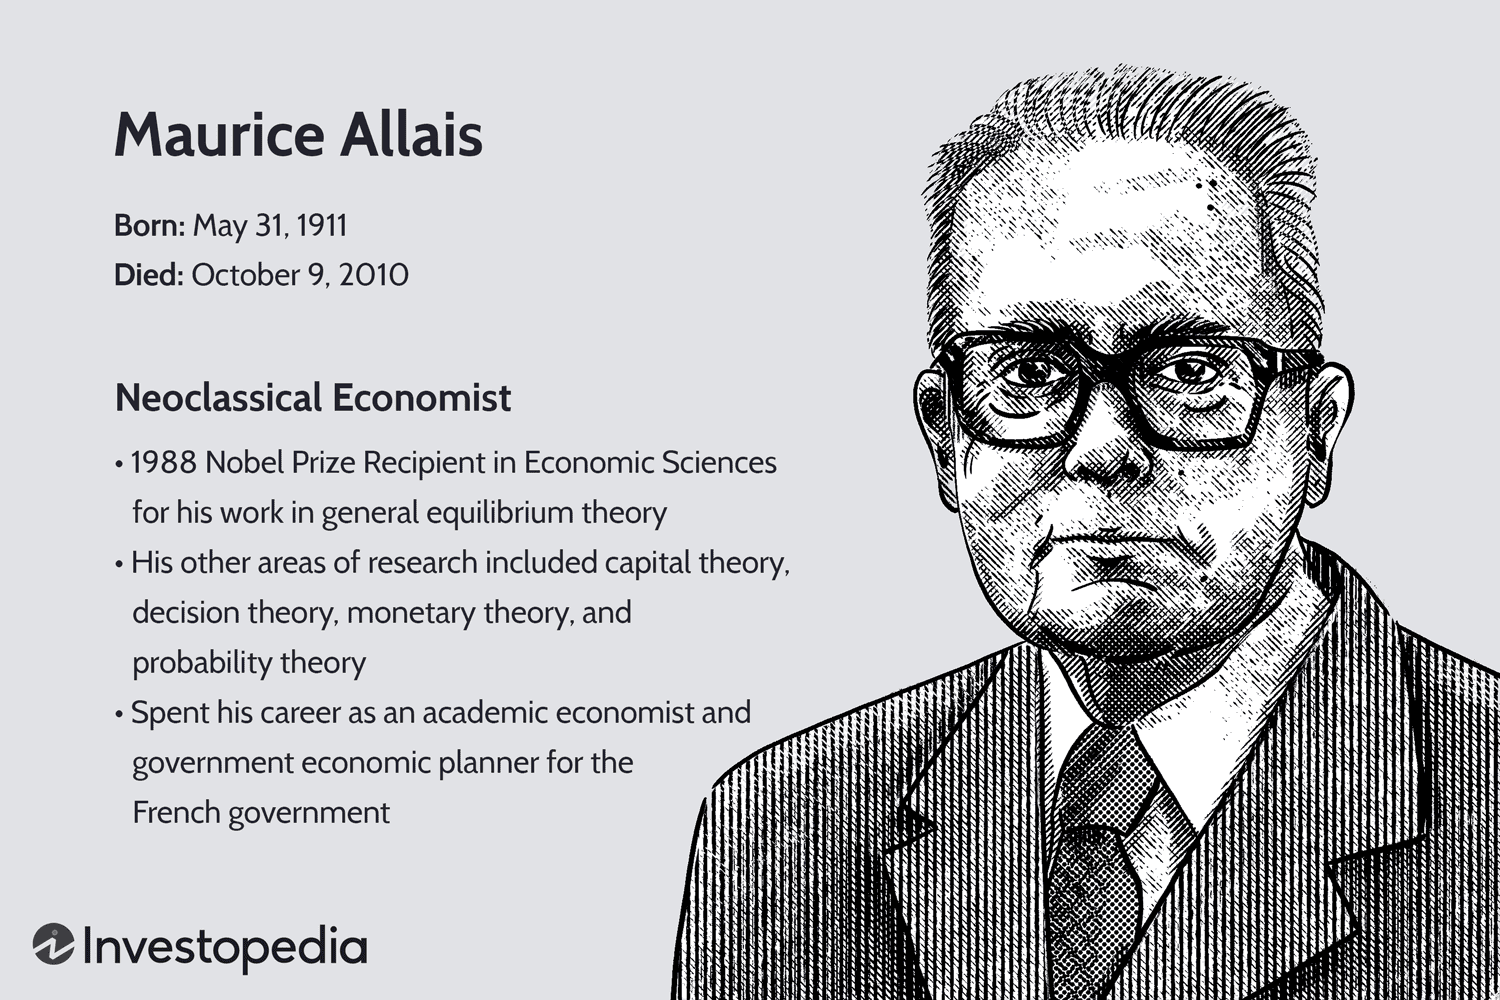 Maurice Allais
Born: May 31, 1911
Died: October 9, 2010
Neoclassical Economist
• 1988 Nobel Prize Recipient in Economic Sciences
for his work in general equilibrium theory
• His other areas of research included capital theory,
decision theory, monetary theory, and
probability theory
• Spent his career as an academic economist and
government economic planner for the
French government
Investopedia